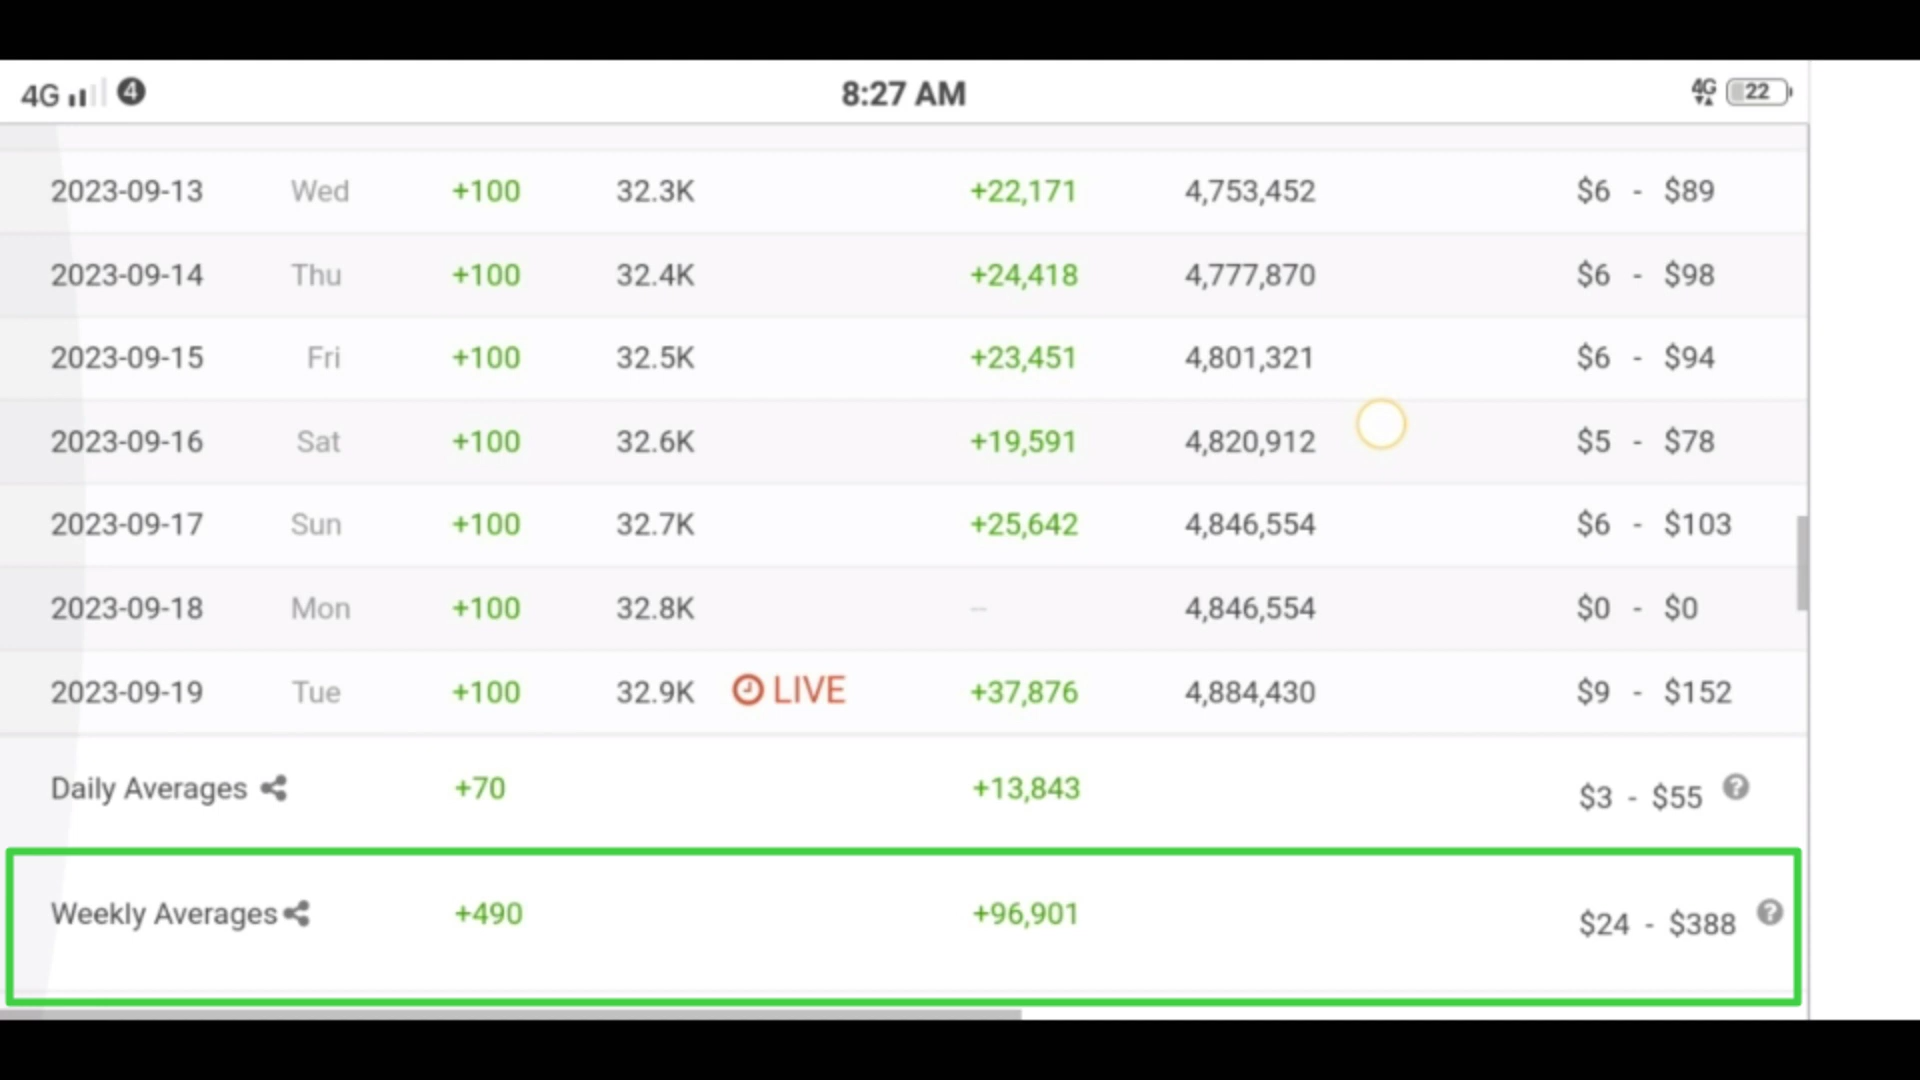 4G 4 8:27 AM 4G 22
2023-09-13 Wed +100 32.3K +22,171 4,753,452 $6 - $89
2023-09-14 Thu +100 32.4K +24,418 4,777,870 $6 - $98
2023-09-15 Fri +100 32.5K +23,451 4,801,321 $6 - $94
2023-09-16 Sat +100 32.6K +19,591 4,820,912 $5 - $78
2023-09-17 Sun +100 32.7K +25,642 4,846,554 $6 - $103
2023-09-18 Mon +100 32.8K -- 4,846,554 $0 - $0
2023-09-19 Tue +100 32.9K LIVE +37,876 4,884,430 $9 - $152
Daily Averages +70 +13,843 $3 - $55 ?
Weekly Averages +490 +96,901 $24 - $388 ?